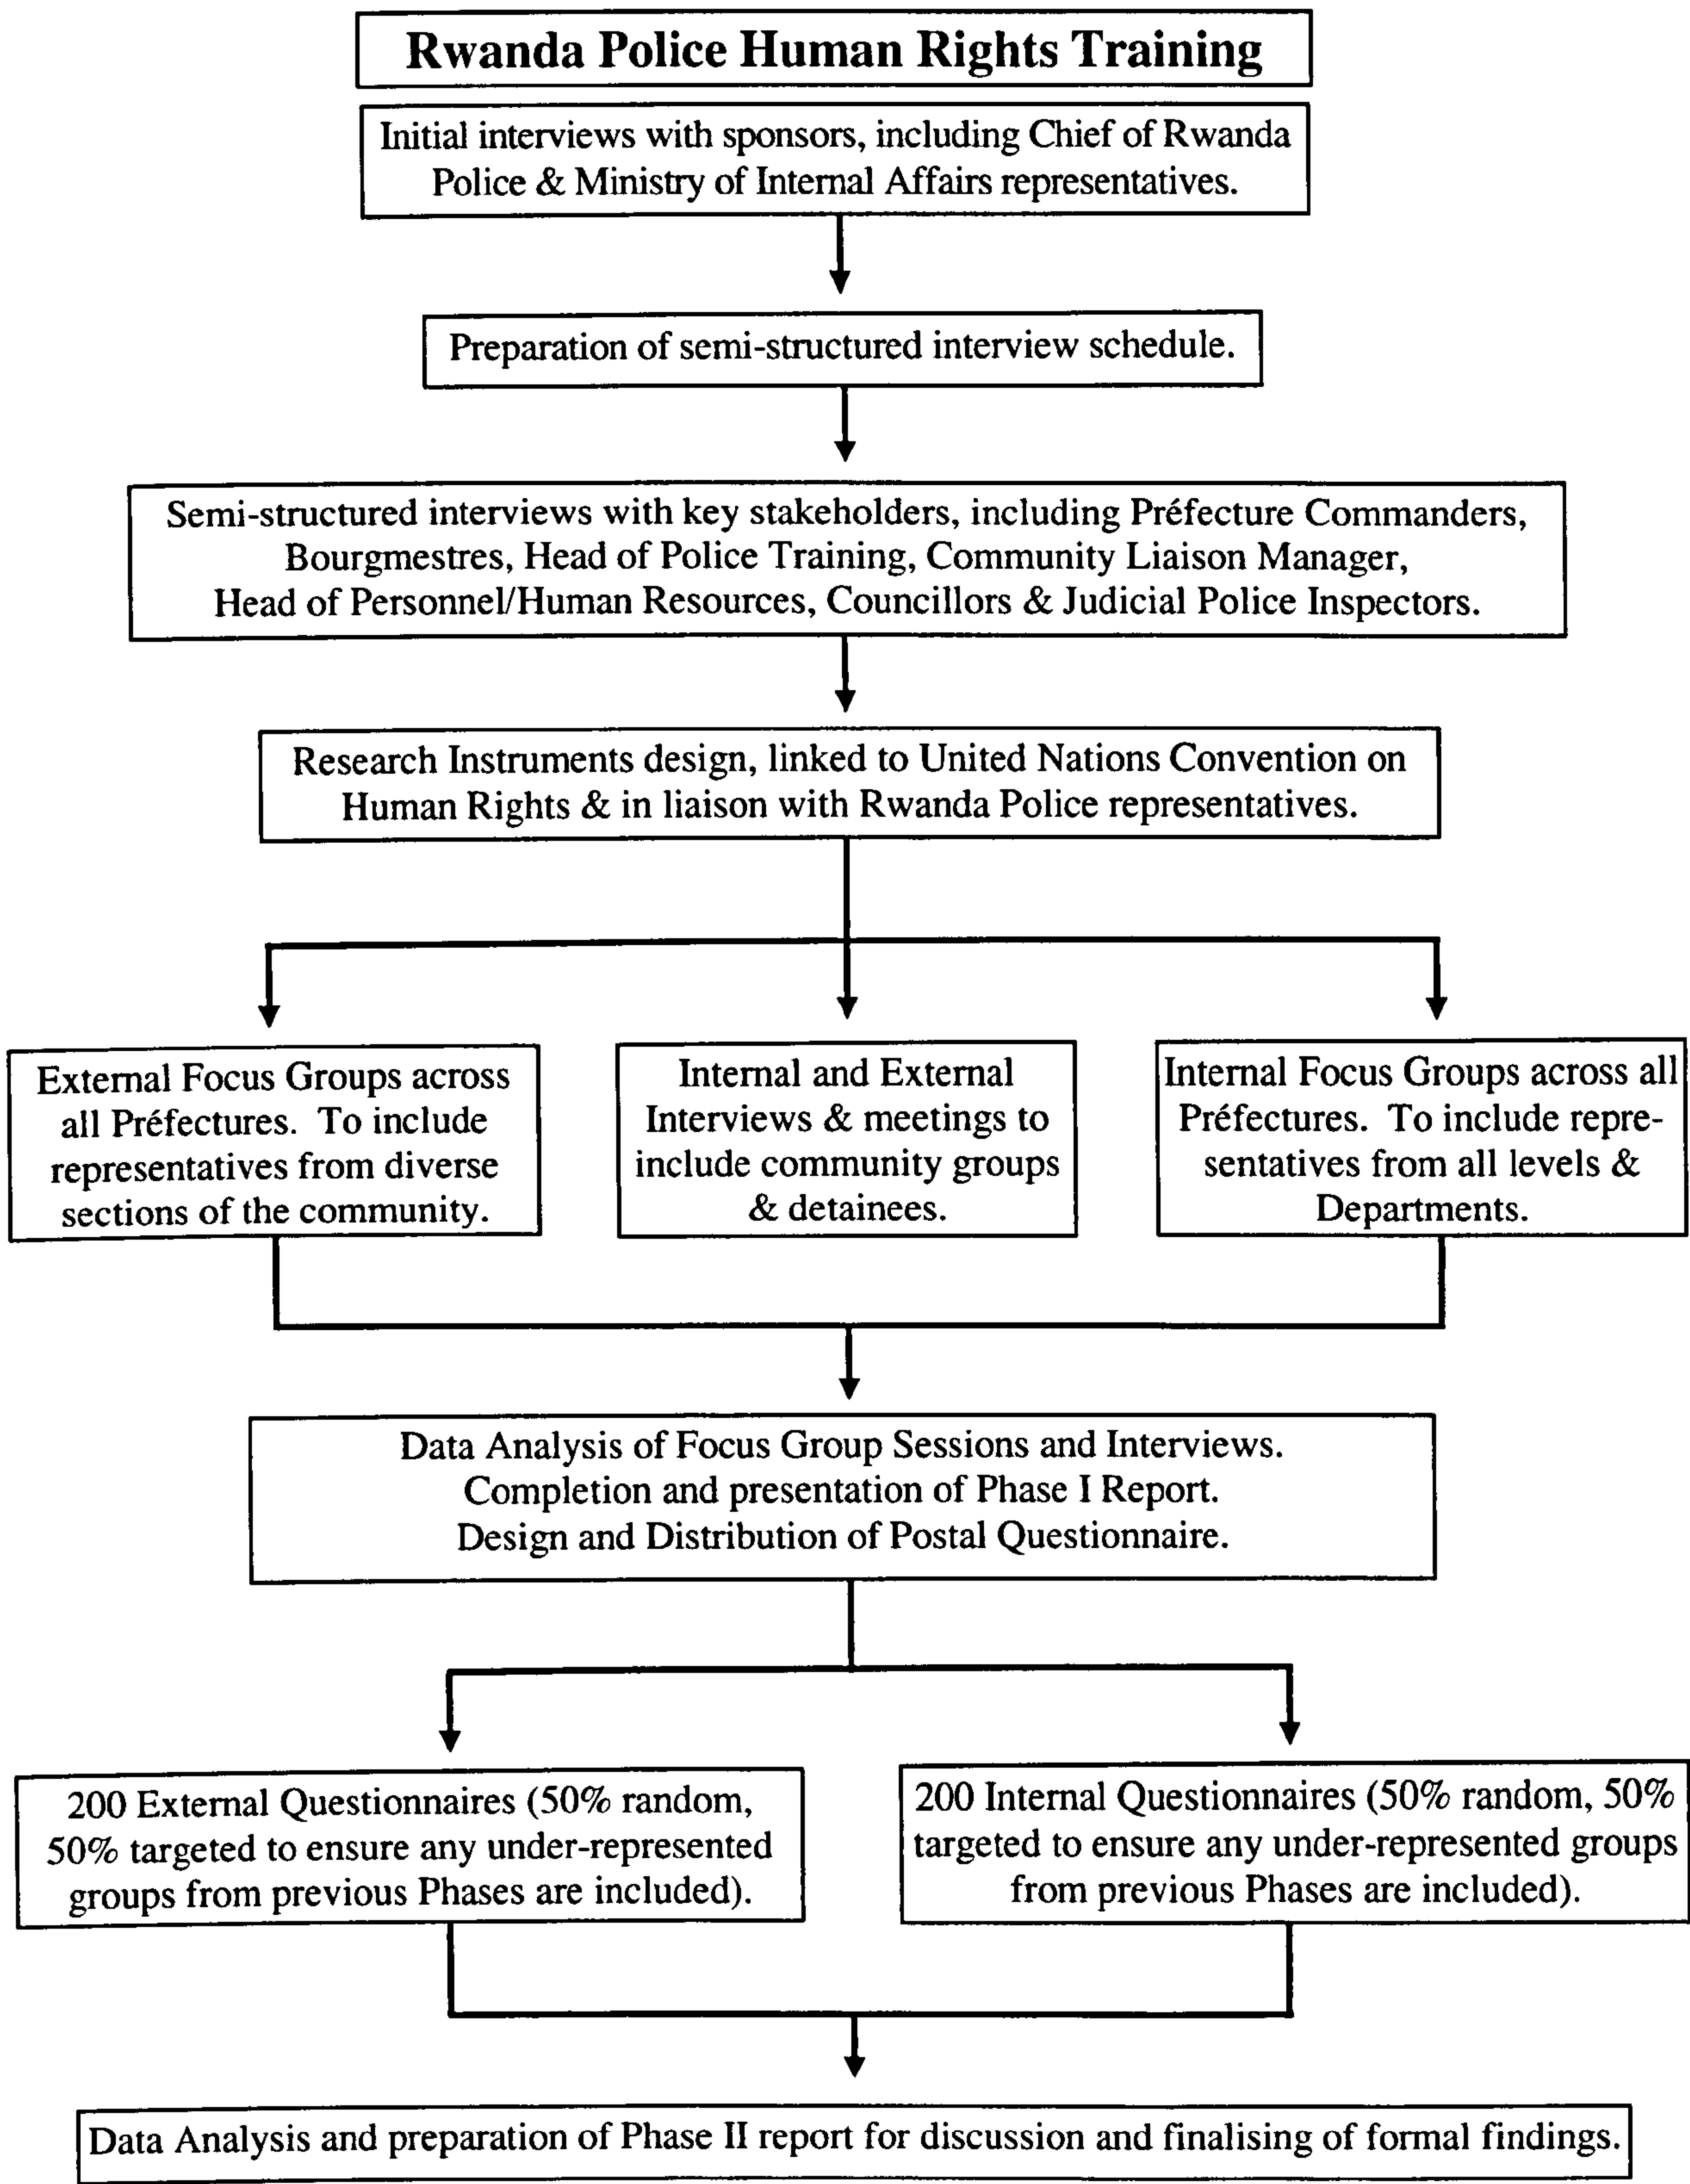 Rwanda Police Human Rights Training
Initial interviews with sponsors, including Chief of Rwanda
Police & Ministry of Internal Affairs representatives.
Preparation of semi-structured interview schedule.
Semi-structured interviews with key stakeholders, including Préfecture Commanders,
Bourgmestres, Head of Police Training, Community Liaison Manager,
Head of Personnel/Human Resources, Councillors & Judicial Police Inspectors.
Research Instruments design, linked to United Nations Convention on
Human Rights & in liaison with Rwanda Police representatives.
External Focus Groups across
all Préfectures. To include
representatives from diverse
sections of the community.
Internal and External
Interviews & meetings to
include community groups
& detainees.
Internal Focus Groups across all
Préfectures. To include repre-
sentatives from all levels &
Departments.
Data Analysis of Focus Group Sessions and Interviews.
Completion and presentation of Phase I Report.
Design and Distribution of Postal Questionnaire.
200 External Questionnaires (50% random,
50% targeted to ensure any under-represented
groups from previous Phases are included).
200 Internal Questionnaires (50% random, 50%
targeted to ensure any under-represented groups
from previous Phases are included).
Data Analysis and preparation of Phase II report for discussion and finalising of formal findings.